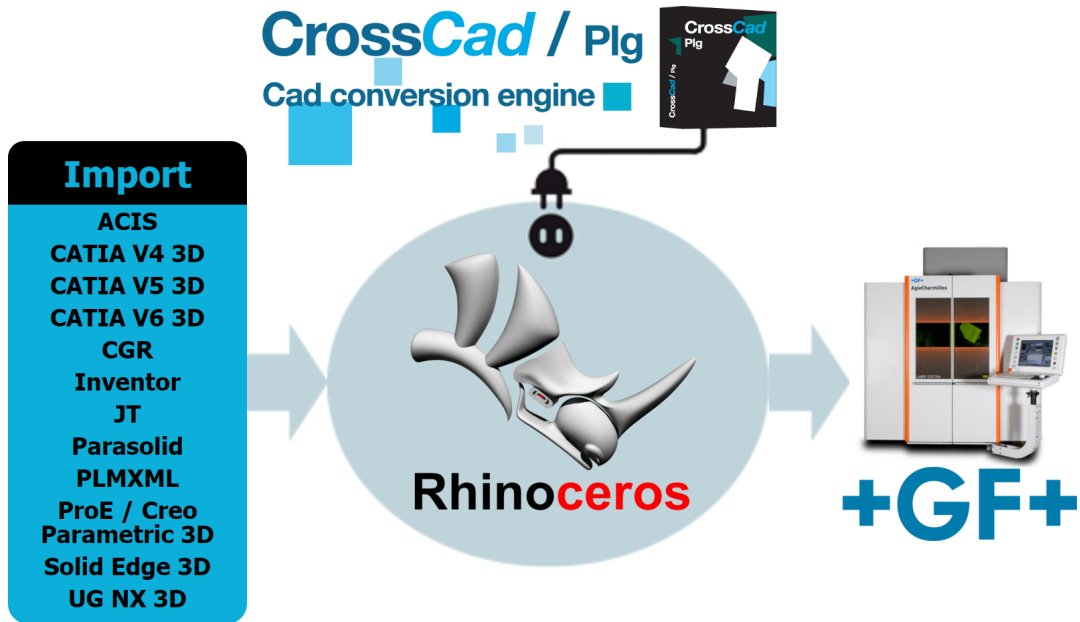 CrossCad / Plg
Cad conversion engine
CrossCad
Plg
CrossCad / Plg
Import
ACIS
CATIA V4 3D
CATIA V5 3D
CATIA V6 3D
CGR
Inventor
JT
Parasolid
PLMXML
ProE / Creo
Parametric 3D
Solid Edge 3D
UG NX 3D
Rhinoceros
+GF+
AgieCharmilles
+GF+